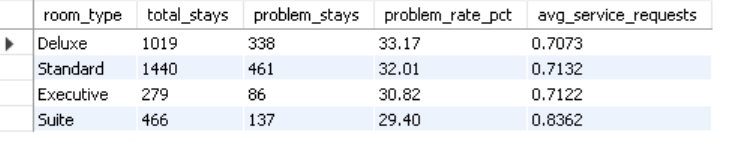 room_type total_stays problem_stays problem_rate_pct avg_service_requests
Deluxe 1019 338 33.17 0.7073
Standard 1440 461 32.01 0.7132
Executive 279 86 30.82 0.7122
Suite 466 137 29.40 0.8362